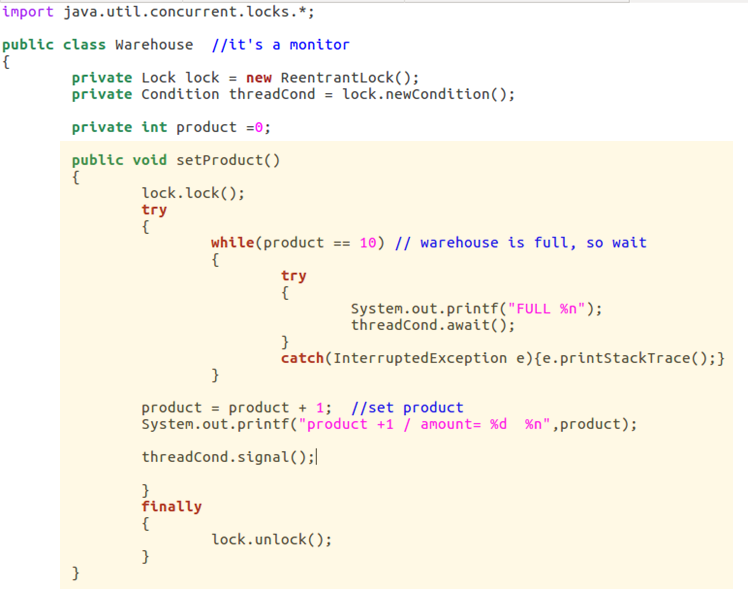 import java.util.concurrent.locks.*;
public class Warehouse  //it's a monitor
{
        private Lock lock = new ReentrantLock();
        private Condition threadCond = lock.newCondition();
        private int product =0;
        public void setProduct()
        {
                lock.lock();
                try
                {
                        while(product == 10) // warehouse is full, so wait
                        {
                                try
                                {
                                        System.out.printf("FULL %n");
                                        threadCond.await();
                                }
                                catch(InterruptedException e){e.printStackTrace();}
                        }
                product = product + 1;  //set product
                System.out.printf("product +1 / amount= %d  %n",product);
                threadCond.signal();
                }
                finally
                {
                        lock.unlock();
                }
        }